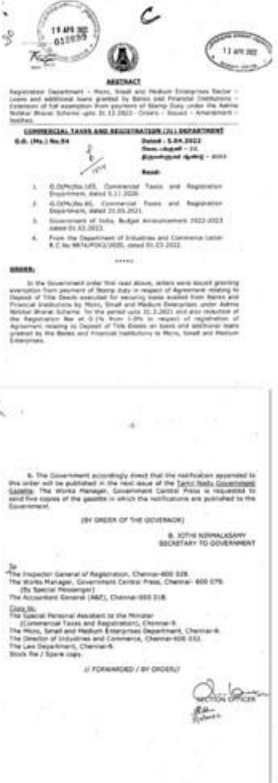 C
19 APR 2022
012899
12 APR 2022
ABSTRACT
Registration Department – Micro, Small and Medium Enterprises Sector –
Loans and additional loans granted by Banks and Financial Institutions –
Extension of full exemption from payment of Stamp Duty under the Aatma
Nirbhar Bharat Scheme upto 31.12.2022 – Orders – Issued – Amendment –
Notified.
COMMERCIAL TAXES AND REGISTRATION (J1) DEPARTMENT
G.O. (Ms.) No.54
Dated : 5.04.2022
Read:
1. G.O(Ms)No.165, Commercial Taxes and Registration
Department, dated 5.11.2020.
2. G.O(Ms)No.60, Commercial Taxes and Registration
Department, dated 31.03.2021.
3. Government of India, Budget Announcement 2022-2023
dated 01.02.2022.
4. From the Department of Industries and Commerce Letter
dated 01.03.2022.
*****
ORDER:
In the Government order first read above, orders were issued granting
exemption from payment of Stamp duty in respect of Agreement relating to
Deposit of Title Deeds executed for securing loans availed from Banks and
Financial Institutions by Micro, Small and Medium Enterprises under Aatma
Nirbhar Bharat Scheme for the period upto 31.3.2021 and also reduction of
the Registration fee at 0.1% from 1.0% in respect of registration of
Agreement relating to Deposit of Title Deeds on loans and additional loans
granted by the Banks and Financial Institutions to Micro, Small and Medium
Enterprises.
6. The Government accordingly direct that the notification appended to
this order will be published in the next issue of the Tamil Nadu Government
Gazette. The Works Manager, Government Central Press is requested to
send five copies of the gazette in which the notifications are published to the
Government.
(BY ORDER OF THE GOVERNOR)
B. JOTHI NIRMALASAMY
SECRETARY TO GOVERNMENT
To
The Inspector General of Registration, Chennai-600 028.
The Works Manager, Government Central Press, Chennai- 600 079.
(By Special Messenger)
The Accountant General (A&E), Chennai-600 018.
Copy to:
The Special Personal Assistant to the Minister
(Commercial Taxes and Registration), Chennai-9.
The Micro, Small and Medium Enterprises Department, Chennai-9.
The Director of Industries and Commerce, Chennai-600 032.
The Law Department, Chennai-9.
Stock file / Spare copy.
// FORWARDED / BY ORDER//
SECTION OFFICER